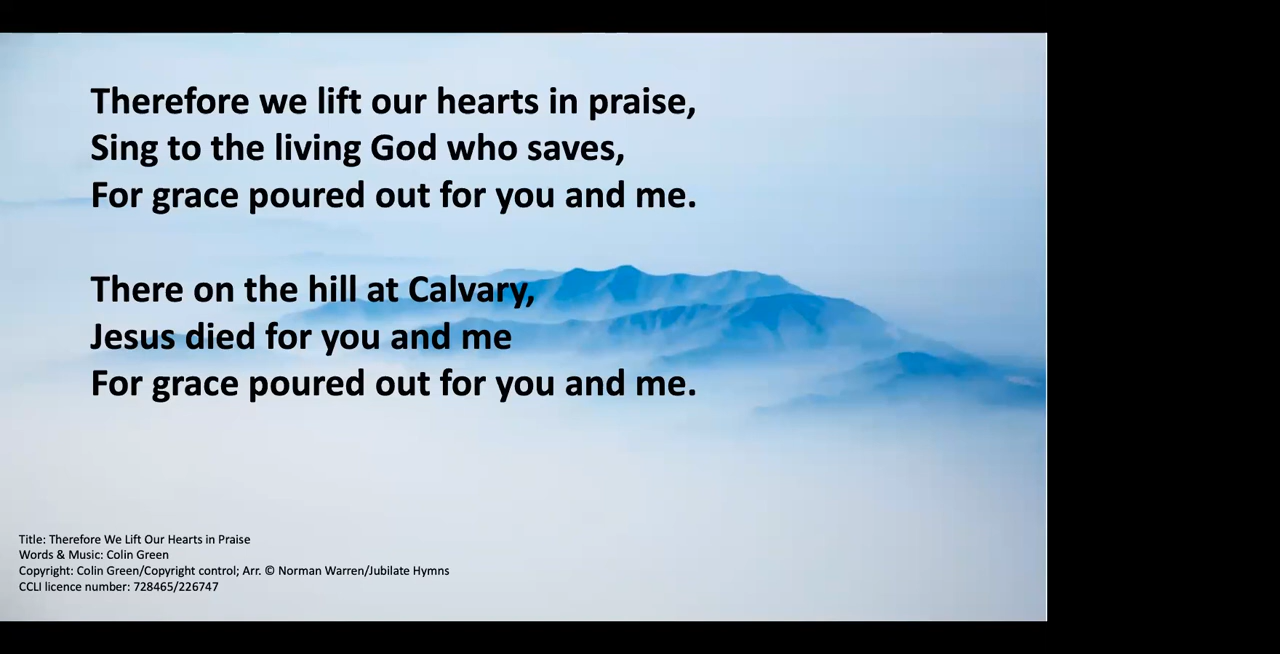 Therefore we lift our hearts in praise,
Sing to the living God who saves,
For grace poured out for you and me.
There on the hill at Calvary,
Jesus died for you and me
For grace poured out for you and me.
Title: Therefore We Lift Our Hearts in Praise
Words & Music: Colin Green
Copyright: Colin Green/Copyright control; Arr. © Norman Warren/Jubilate Hymns
CCLI licence number: 728465/226747